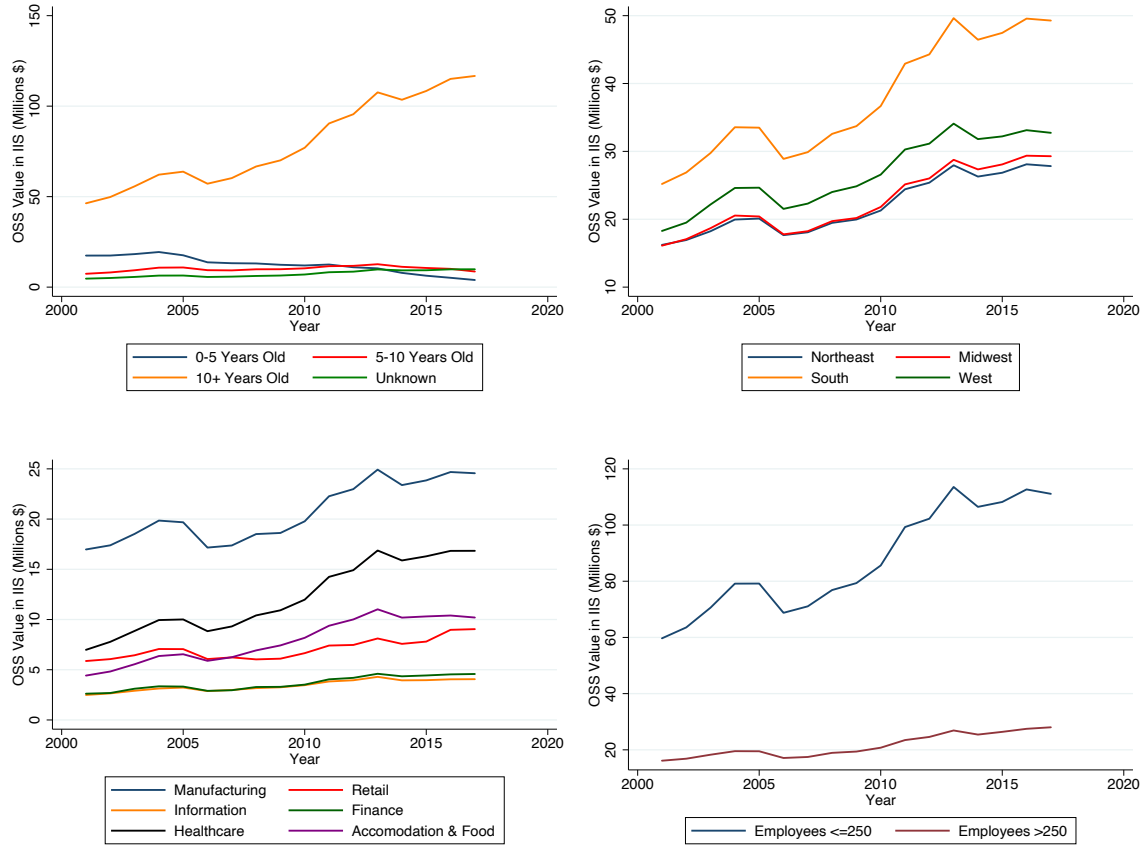 OSS Value in IIS (Millions $)
150
100
50
0
2000 2005 2010 2015 2020
Year
0-5 Years Old 5-10 Years Old
10+ Years Old Unknown
OSS Value in IIS (Millions $)
50
40
30
20
10
2000 2005 2010 2015 2020
Year
Northeast Midwest
South West
OSS Value in IIS (Millions $)
25
20
15
10
5
0
2000 2005 2010 2015 2020
Year
Manufacturing Retail
Information Finance
Healthcare Accomodation & Food
OSS Value in IIS (Millions $)
120
100
80
60
40
20
2000 2005 2010 2015 2020
Year
Employees <=250 Employees >250